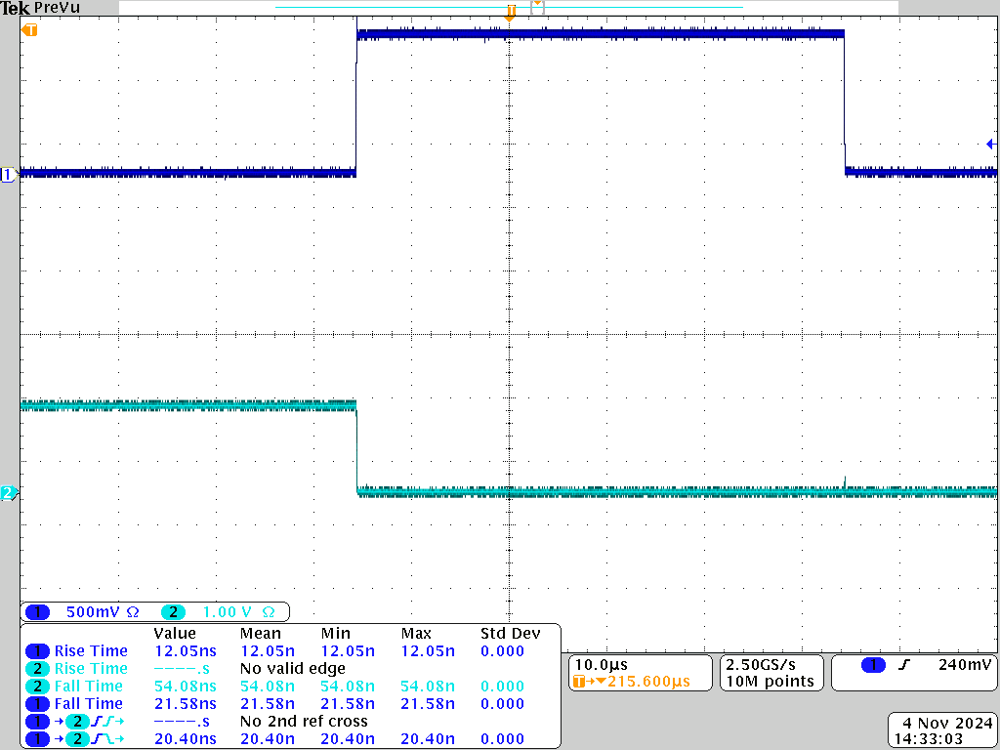 Tek PreVu
T
T
1
2
1 500mV Ω 2 1.00 V Ω
Value Mean Min Max Std Dev
1 Rise Time 12.05ns 12.05n 12.05n 12.05n 0.000
2 Rise Time ----.s No valid edge
2 Fall Time 54.08ns 54.08n 54.08n 54.08n 0.000
1 Fall Time 21.58ns 21.58n 21.58n 21.58n 0.000
1 → 2 ----.s No 2nd ref cross
1 → 2 20.40ns 20.40n 20.40n 20.40n 0.000
10.0µs
T→▼215.600µs
2.50GS/s
10M points
1 240mV
4 Nov 2024
14:33:03